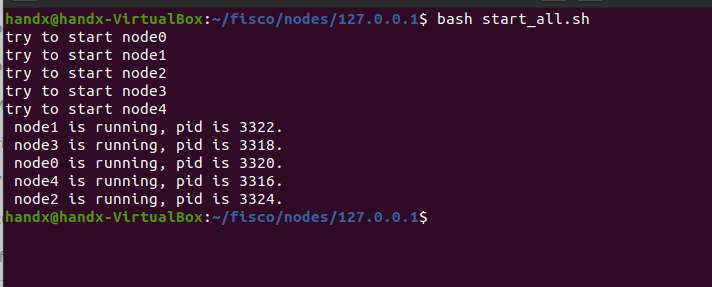 handx@handx-VirtualBox:~/fisco/nodes/127.0.0.1$ bash start_all.sh
try to start node0
try to start node1
try to start node2
try to start node3
try to start node4
 node1 is running, pid is 3322.
 node3 is running, pid is 3318.
 node0 is running, pid is 3320.
 node4 is running, pid is 3316.
 node2 is running, pid is 3324.
handx@handx-VirtualBox:~/fisco/nodes/127.0.0.1$